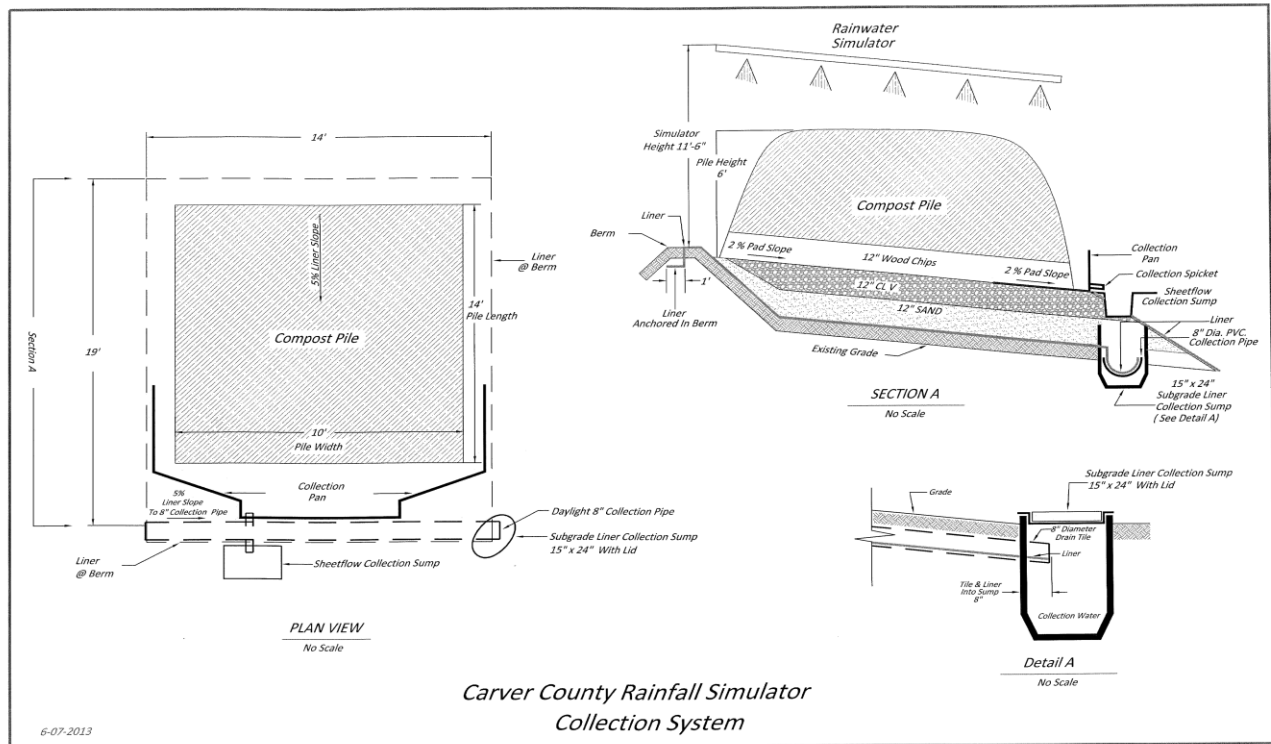 Rainwater
Simulator
14'
Simulator
Height 11'-6"
Pile Height
6'
Compost Pile
Liner
Berm
2 % Pad Slope
12" Wood Chips
2 % Pad Slope
Collection
Pan
Collection Spicket
Sheetflow
Collection Sump
1'
12" CL V
Liner
Anchored In Berm
12" SAND
Liner
8" Dia. PVC.
Collection Pipe
Existing Grade
15" x 24"
Subgrade Liner
Collection Sump
( See Detail A)
SECTION A
No Scale
5% Liner Slope
Liner
@ Berm
14'
Pile Length
Section A
19'
Compost Pile
10'
Pile Width
Collection
Pan
5%
Liner Slope
To 8" Collection Pipe
Daylight 8" Collection Pipe
Subgrade Liner Collection Sump
15" x 24" With Lid
Liner
@ Berm
Sheetflow Collection Sump
PLAN VIEW
No Scale
Subgrade Liner Collection Sump
15" x 24" With Lid
Grade
8" Diameter
Drain Tile
Liner
Tile & Liner
Into Sump
8"
Collection Water
Detail A
No Scale
Carver County Rainfall Simulator
Collection System
6-07-2013